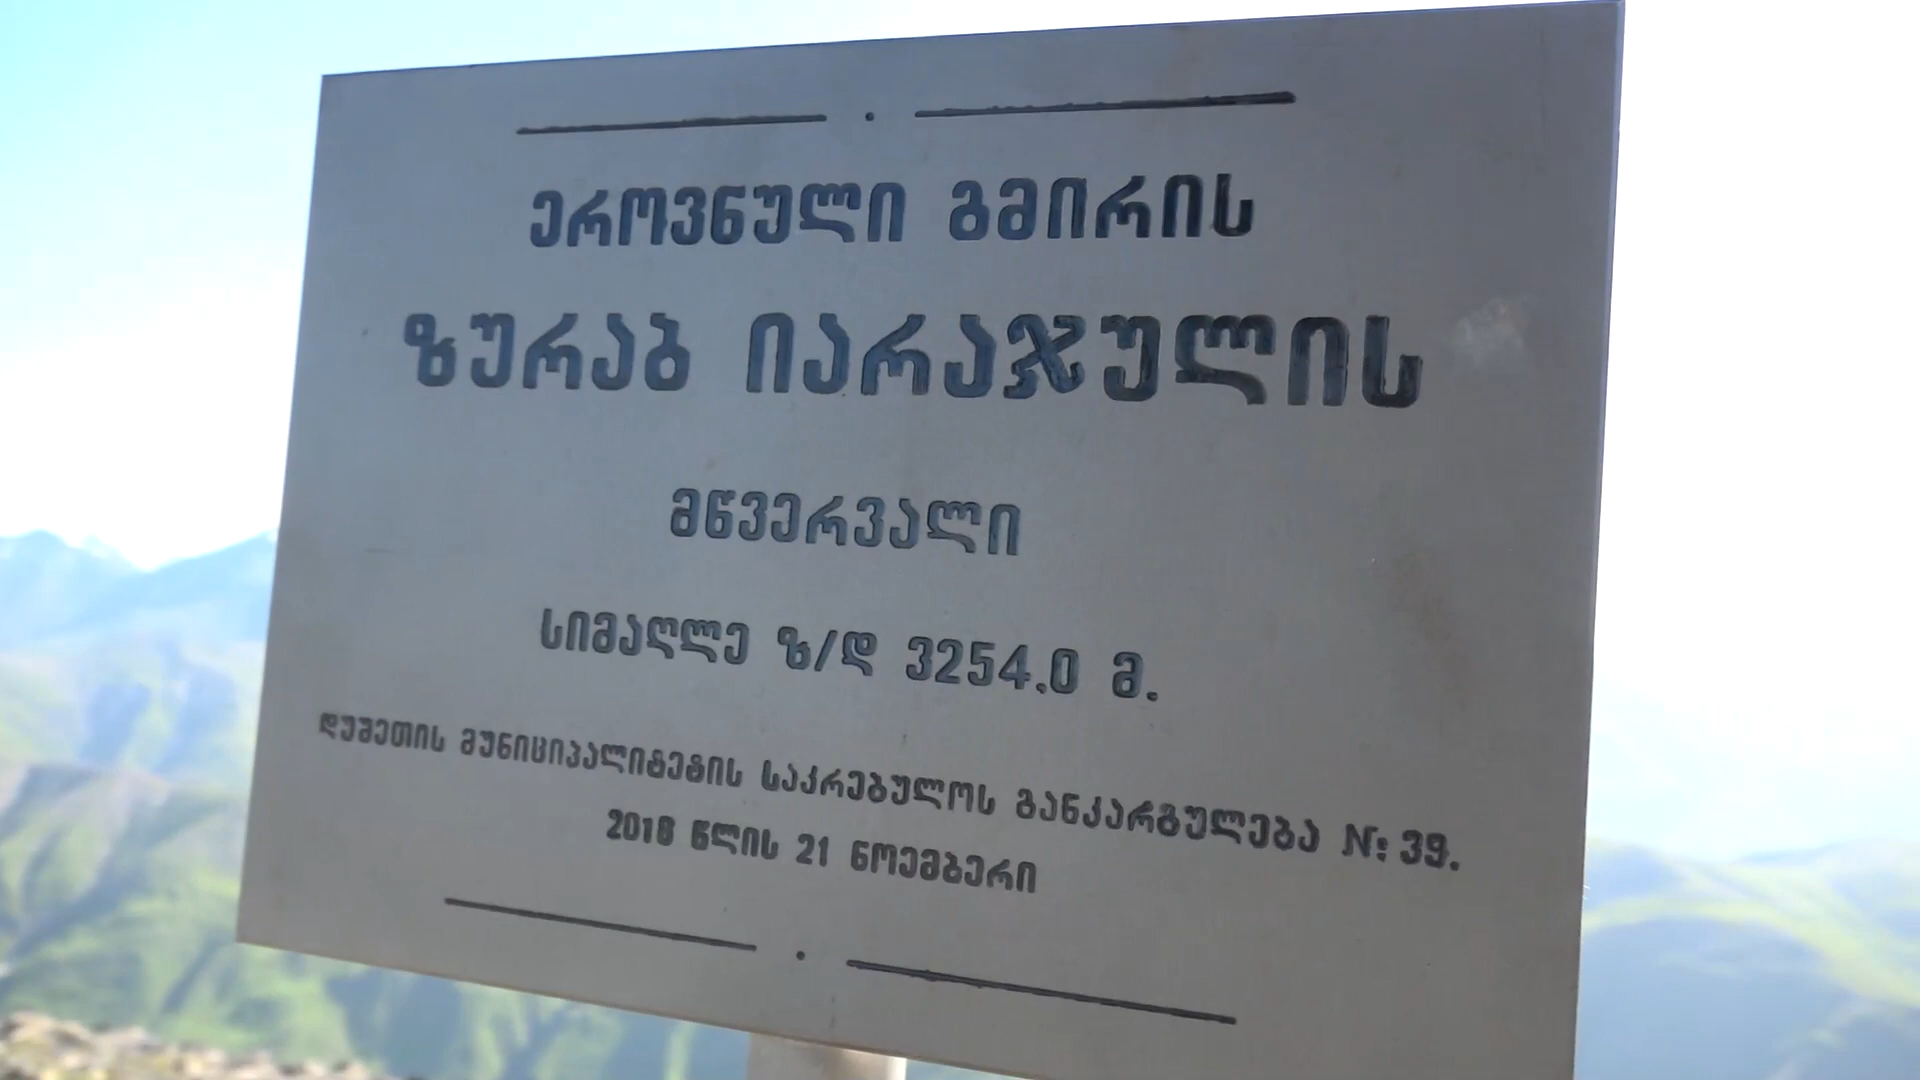 ეროვნული გმირის
ზურაბ იარაჯულის
მწვერვალი
სიმაღლე ზ/დ 3254.0 მ.
დუშეთის მუნიციპალიტეტის საკრებულოს განკარგულება №: 39.
2018 წლის 21 ნოემბერი